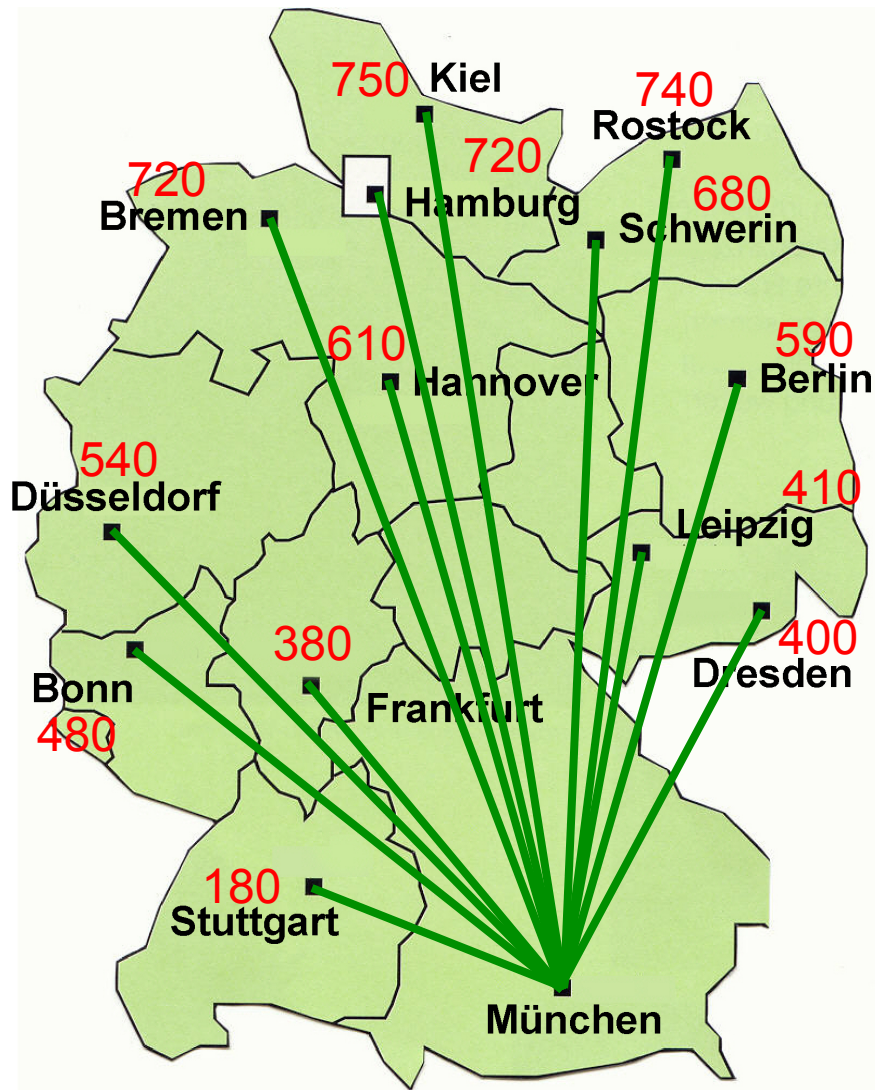 750 Kiel
740
Rostock
720
Hamburg
720
Bremen
680
Schwerin
610
Hannover
590
Berlin
540
Düsseldorf
410
Leipzig
380
Frankfurt
400
Dresden
Bonn
480
180
Stuttgart
München